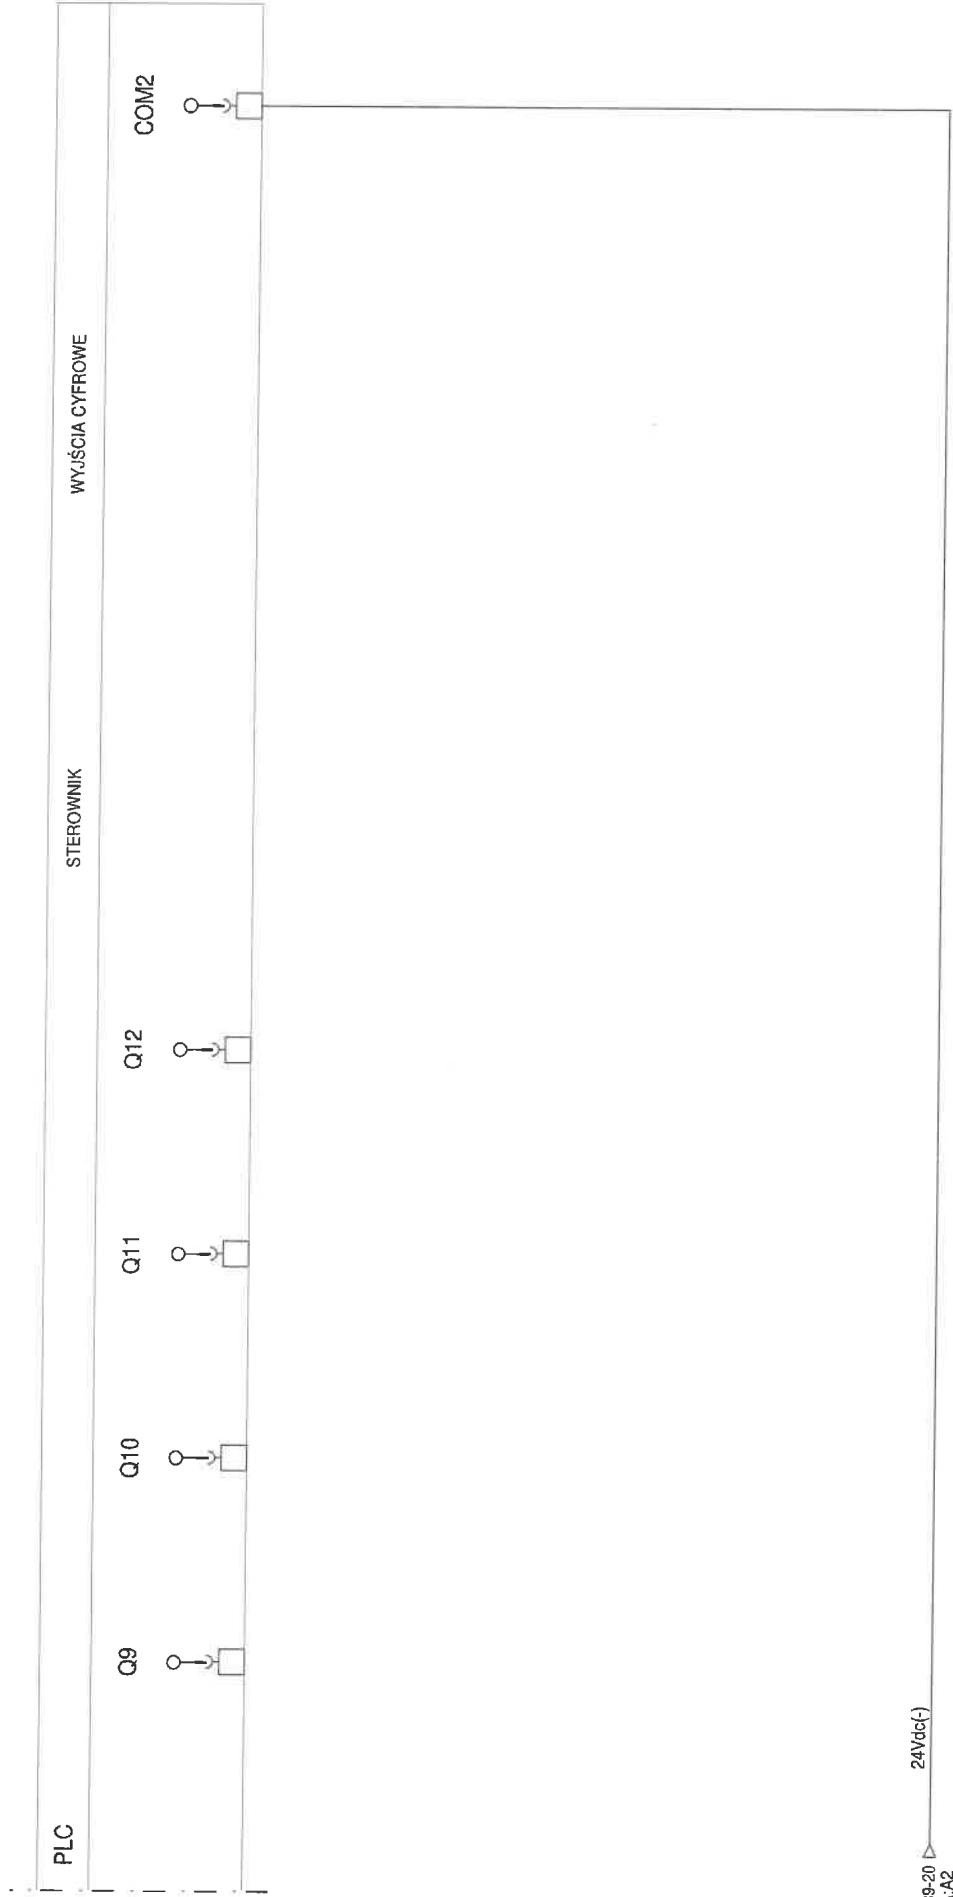 PLC
STEROWNIK
WYJŚCIA CYFROWE
Q9
Q10
Q11
Q12
COM2
24Vdc(-)
9-20
:A2